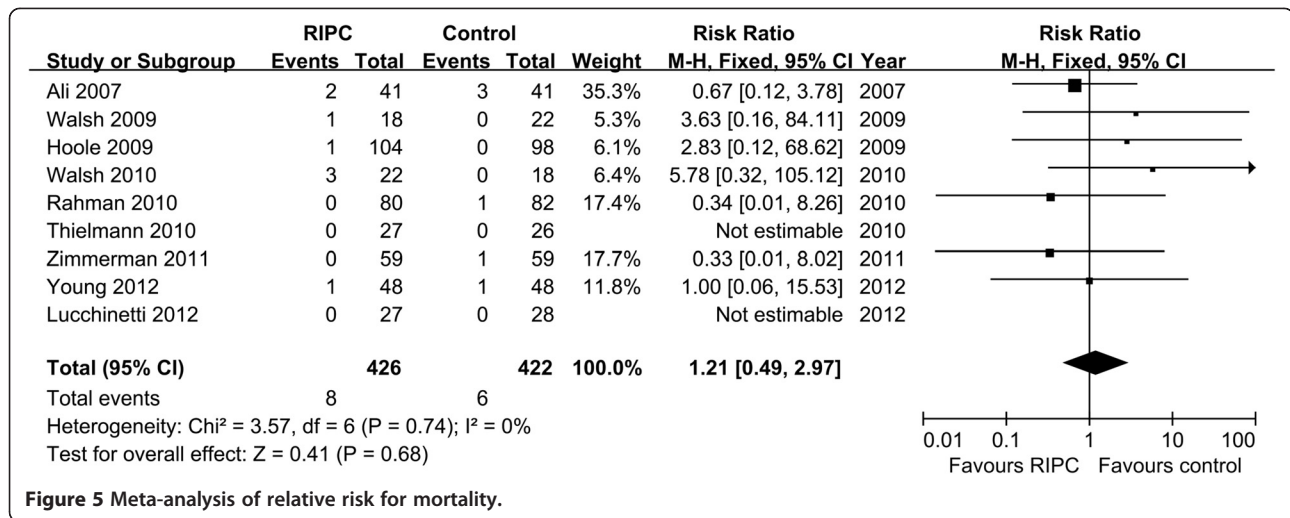 RIPC Control Risk Ratio Risk Ratio
Study or Subgroup Events Total Events Total Weight M-H, Fixed, 95% CI Year M-H, Fixed, 95% CI
Ali 2007 2 41 3 41 35.3% 0.67 [0.12, 3.78] 2007
Walsh 2009 1 18 0 22 5.3% 3.63 [0.16, 84.11] 2009
Hoole 2009 1 104 0 98 6.1% 2.83 [0.12, 68.62] 2009
Walsh 2010 3 22 0 18 6.4% 5.78 [0.32, 105.12] 2010
Rahman 2010 0 80 1 82 17.4% 0.34 [0.01, 8.26] 2010
Thielmann 2010 0 27 0 26 Not estimable 2010
Zimmerman 2011 0 59 1 59 17.7% 0.33 [0.01, 8.02] 2011
Young 2012 1 48 1 48 11.8% 1.00 [0.06, 15.53] 2012
Lucchinetti 2012 0 27 0 28 Not estimable 2012
Total (95% CI) 426 422 100.0% 1.21 [0.49, 2.97]
Total events 8 6
Heterogeneity: Chi² = 3.57, df = 6 (P = 0.74); I² = 0%
Test for overall effect: Z = 0.41 (P = 0.68)
0.01 0.1 1 10 100
Favours RIPC Favours control
Figure 5 Meta-analysis of relative risk for mortality.